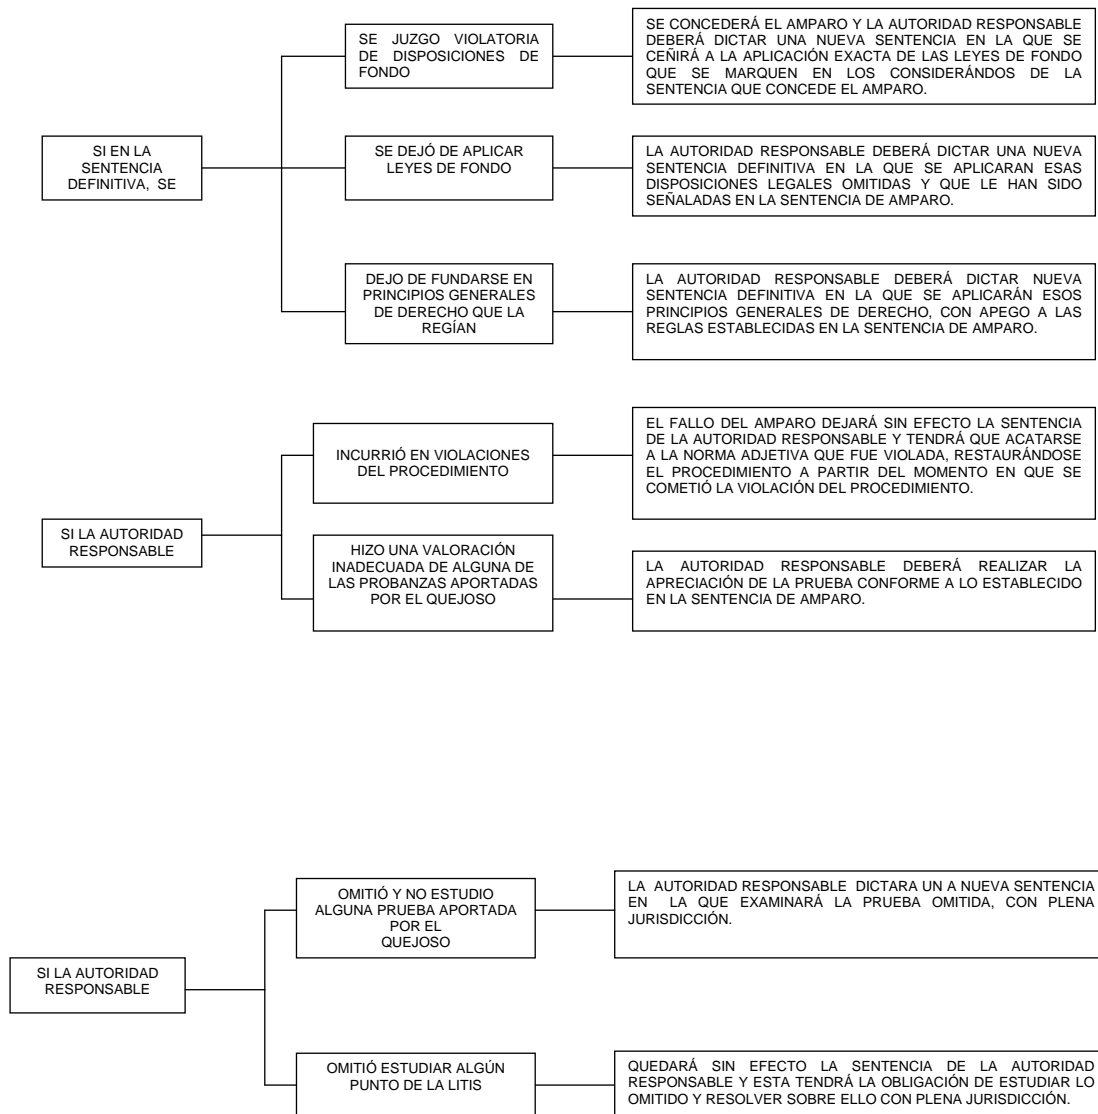 SE JUZGO VIOLATORIA
DE DISPOSICIONES DE
FONDO
SE CONCEDERÁ EL AMPARO Y LA AUTORIDAD RESPONSABLE
DEBERÁ DICTAR UNA NUEVA SENTENCIA EN LA QUE SE
CEÑIRÁ A LA APLICACIÓN EXACTA DE LAS LEYES DE FONDO
QUE SE MARQUEN EN LOS CONSIDERÁNDOS DE LA
SENTENCIA QUE CONCEDE EL AMPARO.
SI EN LA
SENTENCIA
DEFINITIVA, SE
SE DEJÓ DE APLICAR
LEYES DE FONDO
LA AUTORIDAD RESPONSABLE DEBERÁ DICTAR UNA NUEVA
SENTENCIA DEFINITIVA EN LA QUE SE APLICARAN ESAS
DISPOSICIONES LEGALES OMITIDAS Y QUE LE HAN SIDO
SEÑALADAS EN LA SENTENCIA DE AMPARO.
DEJO DE FUNDARSE EN
PRINCIPIOS GENERALES
DE DERECHO QUE LA
REGÍAN
LA AUTORIDAD RESPONSABLE DEBERÁ DICTAR NUEVA
SENTENCIA DEFINITIVA EN LA QUE SE APLICARÁN ESOS
PRINCIPIOS GENERALES DE DERECHO, CON APEGO A LAS
REGLAS ESTABLECIDAS EN LA SENTENCIA DE AMPARO.
INCURRIÓ EN VIOLACIONES
DEL PROCEDIMIENTO
EL FALLO DEL AMPARO DEJARÁ SIN EFECTO LA SENTENCIA
DE LA AUTORIDAD RESPONSABLE Y TENDRÁ QUE ACATARSE
A LA NORMA ADJETIVA QUE FUE VIOLADA, RESTAURÁNDOSE
EL PROCEDIMIENTO A PARTIR DEL MOMENTO EN QUE SE
COMETIÓ LA VIOLACIÓN DEL PROCEDIMIENTO.
SI LA AUTORIDAD
RESPONSABLE
HIZO UNA VALORACIÓN
INADECUADA DE ALGUNA DE
LAS PROBANZAS APORTADAS
POR EL QUEJOSO
LA AUTORIDAD RESPONSABLE DEBERÁ REALIZAR LA
APRECIACIÓN DE LA PRUEBA CONFORME A LO ESTABLECIDO
EN LA SENTENCIA DE AMPARO.
OMITIÓ Y NO ESTUDIO
ALGUNA PRUEBA APORTADA
POR EL
QUEJOSO
LA AUTORIDAD RESPONSABLE DICTARA UN A NUEVA SENTENCIA
EN LA QUE EXAMINARÁ LA PRUEBA OMITIDA, CON PLENA
JURISDICCIÓN.
SI LA AUTORIDAD
RESPONSABLE
OMITIÓ ESTUDIAR ALGÚN
PUNTO DE LA LITIS
QUEDARÁ SIN EFECTO LA SENTENCIA DE LA AUTORIDAD
RESPONSABLE Y ESTA TENDRÁ LA OBLIGACIÓN DE ESTUDIAR LO
OMITIDO Y RESOLVER SOBRE ELLO CON PLENA JURISDICCIÓN.